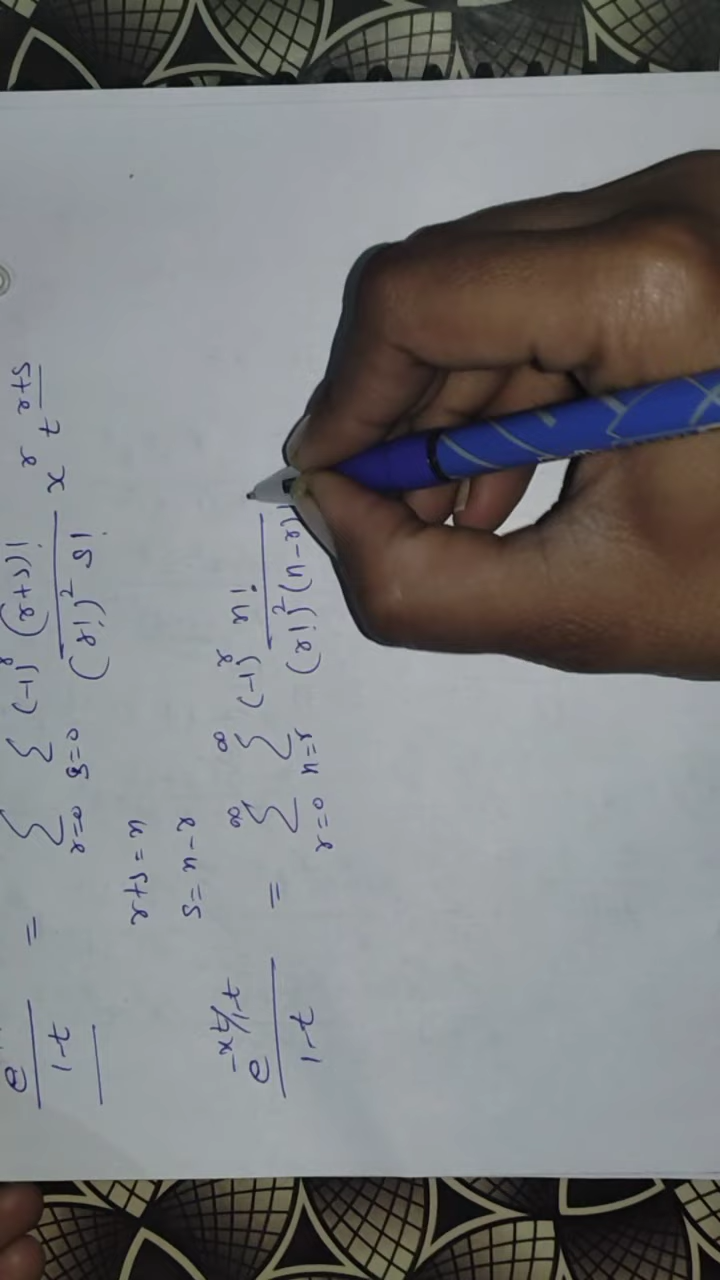 e / 1-t = Σ r=0 Σ s=0 (-1)^r (r+s)! / (r!)^2 s! x^r t^r+s
r+s=n
s=n-r
e^-xt/1-t / 1-t = ∞ Σ r=0 ∞ Σ n=r (-1)^r n! / (r!)^2 (n-r)